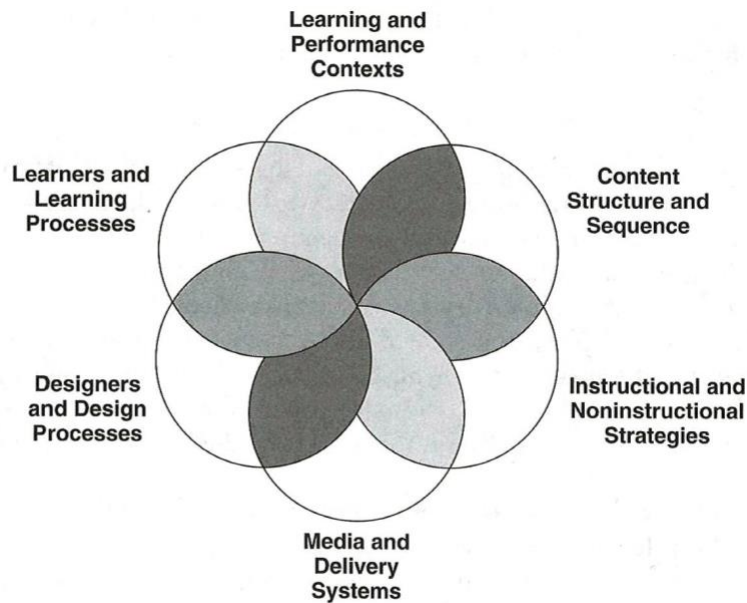 Learning and
Performance
Contexts
Learners and
Learning
Processes
Content
Structure and
Sequence
Designers
and Design
Processes
Instructional and
Noninstructional
Strategies
Media and
Delivery
Systems